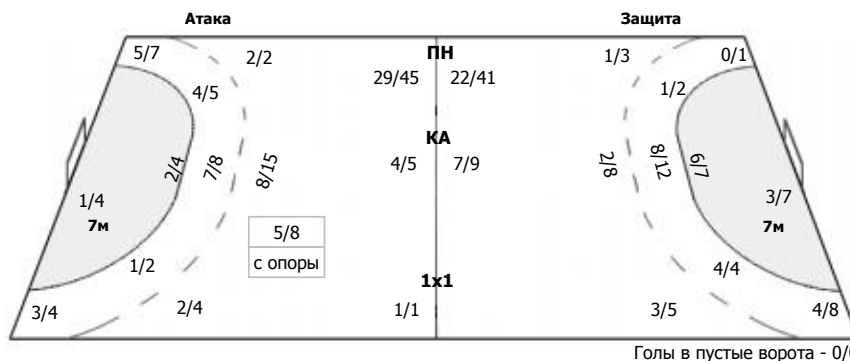 Атака Защита
5/7 2/2 ПН 1/3 0/1
29/45 22/41
4/5 1/2
КА
2/4 7/8 8/15 4/5 7/9 2/8 8/12 6/7
1/4 3/7
7м 7м
5/8
с опоры
1/2 4/4
1х1
3/4 2/4 1/1 3/5 4/8
Голы в пустые ворота - 0/